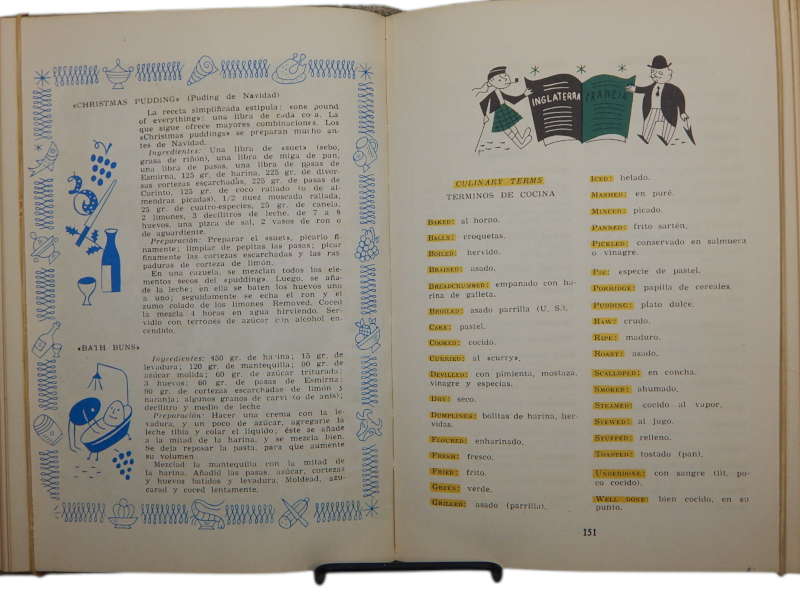 «CHRISTMAS PUDDING» (Puding de Navidad)
La receta simplificada estipula: «one pound
of everything»: una libra de cada cosa. La
que sigue ofrece mayores combinaciones. Los
«Christmas puddings» se preparan mucho an-
tes de Navidad.
Ingredientes: Una libra de «suet» (sebo,
grasa de riñón), una libra de miga de pan,
una libra de pasas, una libra de pasas de
Esmirna, 125 gr. de harina, 225 gr. de diver-
sas cortezas escarchadas, 225 gr. de pasas de
Corinto, 125 gr. de coco rallado (o de al-
mendras picadas), 1/2 nuez moscada rallada,
25 gr. de cuatro-especies, 25 gr. de canela,
2 limones, 3 decilitros de leche, de 7 a 8
huevos, una pizca de sal, 2 vasos de ron o
de aguardiente.
Preparación: Preparar el «suet», picarlo fi-
namente; limpiar de pepitas las pasas; picar
finamente las cortezas escarchadas y las ras-
paduras de corteza de limón.
En una cazuela, se mezclan todos los ele-
mentos secos del «pudding». Luego, se aña-
de la leche; en ella se baten los huevos uno
a uno; seguidamente se echa el ron y el
zumo colado de los limones. Removed. Coced
la mezcla 4 horas en agua hirviendo. Ser-
vidlo con terrones de azúcar con alcohol en-
cendido.
«BATH BUNS»
Ingredientes: 450 gr. de harina; 15 gr. de
levadura; 120 gr. de mantequilla; 90 gr. de
azúcar molida; 60 gr. de azúcar triturada;
3 huevos; 60 gr. de pasas de Esmirna;
90 gr. de cortezas escarchadas de limón y
naranja; algunos granos de carvi (o de anís);
decilitro y medio de leche
Preparación: Hacer una crema con la le-
vadura, y un poco de azúcar, agregarle la
leche tibia y colar el líquido; éste se añade
a la mitad de la harina, y se mezcla bien.
Se deja reposar la pasta, para que aumente
su volumen.
Mezclad la mantequilla con la mitad de
la harina. Añadid las pasas, azúcar, cortezas
y huevos batidos y levadura. Moldead, azu-
carad y coced lentamente.
INGLATERRA
FRANCIA
CULINARY TERMS
TERMINOS DE COCINA
BAKED: al horno.
BALLS: croquetas.
BOILED: hervido.
BRAISED: asado.
BREADCRUMBED: empanado con ha-
rina de galleta.
BROILED: asado parrilla (U. S.).
CAKE: pastel.
COOKED: cocido.
CURRIED: al «curry».
DEVILLED: con pimienta, mostaza,
vinagre y especias.
DRY: seco.
DUMPLINGS: bolitas de harina, her-
vidas.
FLOURED: enharinado.
FRESH: fresco.
FRIED: frito.
GREEN: verde.
GRILLED: asado (parrilla).
ICED: helado.
MASHED: en puré.
MINCED: picado.
PANNED: frito sartén.
PICKLED: conservado en salmuera
o vinagre.
PIE: especie de pastel.
PORRIDGE: papilla de cereales
PUDDING: plato dulce.
RAW: crudo.
RIPE: maduro.
ROAST: asado.
SCALLOPED: en concha.
SMOKED: ahumado.
STEAMED: cocido al vapor.
STEWED: al jugo.
STUFFED: relleno.
TOASTED: tostado (pan).
UNDERDONE: con sangre (lit. po-
co cocido).
WELL DONE: bien cocido, en su
punto.
151